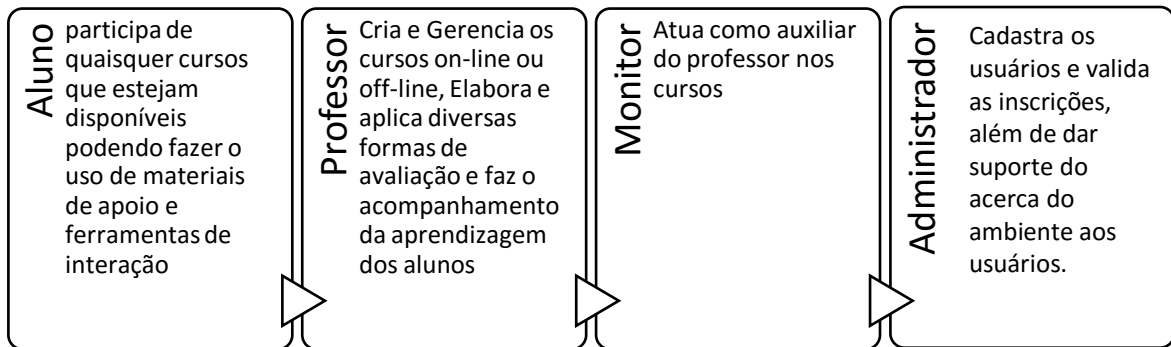 Aluno
participa de
quaisquer cursos
que estejam
disponíveis
podendo fazer o
uso de materiais
de apoio e
ferramentas de
interação
Professor
Cria e Gerencia os
cursos on-line ou
off-line, Elabora e
aplica diversas
formas de
avaliação e faz o
acompanhamento
da aprendizagem
dos alunos
Monitor
Atua como auxiliar
do professor nos
cursos
Administrador
Cadastra os
usuários e valida
as inscrições,
além de dar
suporte do
acerca do
ambiente aos
usuários.